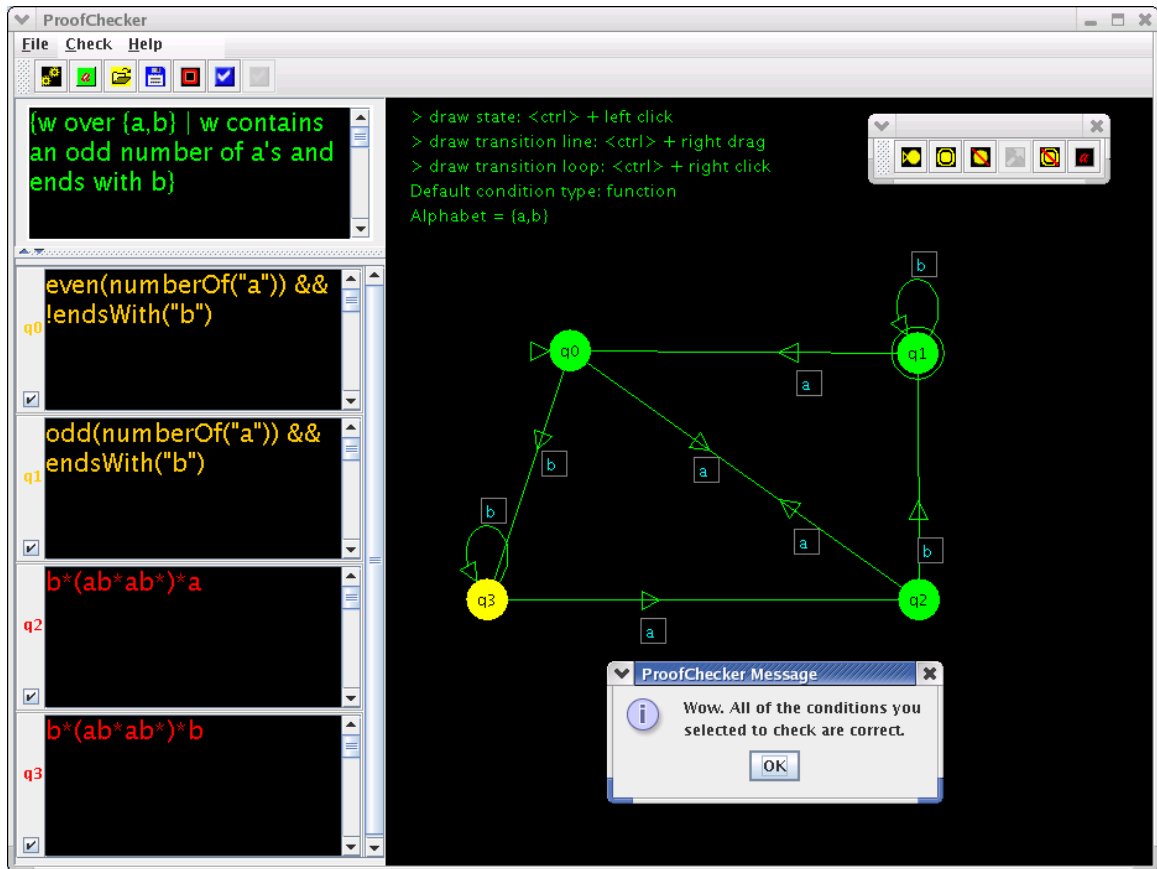 ProofChecker
File Check Help
{w over {a,b} | w contains
an odd number of a's and
ends with b}
> draw state: <ctrl> + left click
> draw transition line: <ctrl> + right drag
> draw transition loop: <ctrl> + right click
Default condition type: function
Alphabet = {a,b}
q0
even(numberOf("a")) &&
!endsWith("b")
q1
odd(numberOf("a")) &&
endsWith("b")
q2
b*(ab*ab*)*a
q3
b*(ab*ab*)*b
a
a
b
q0
q1
a
b
a
b
a
b
q3
q2
a
ProofChecker Message
Wow. All of the conditions you
selected to check are correct.
OK